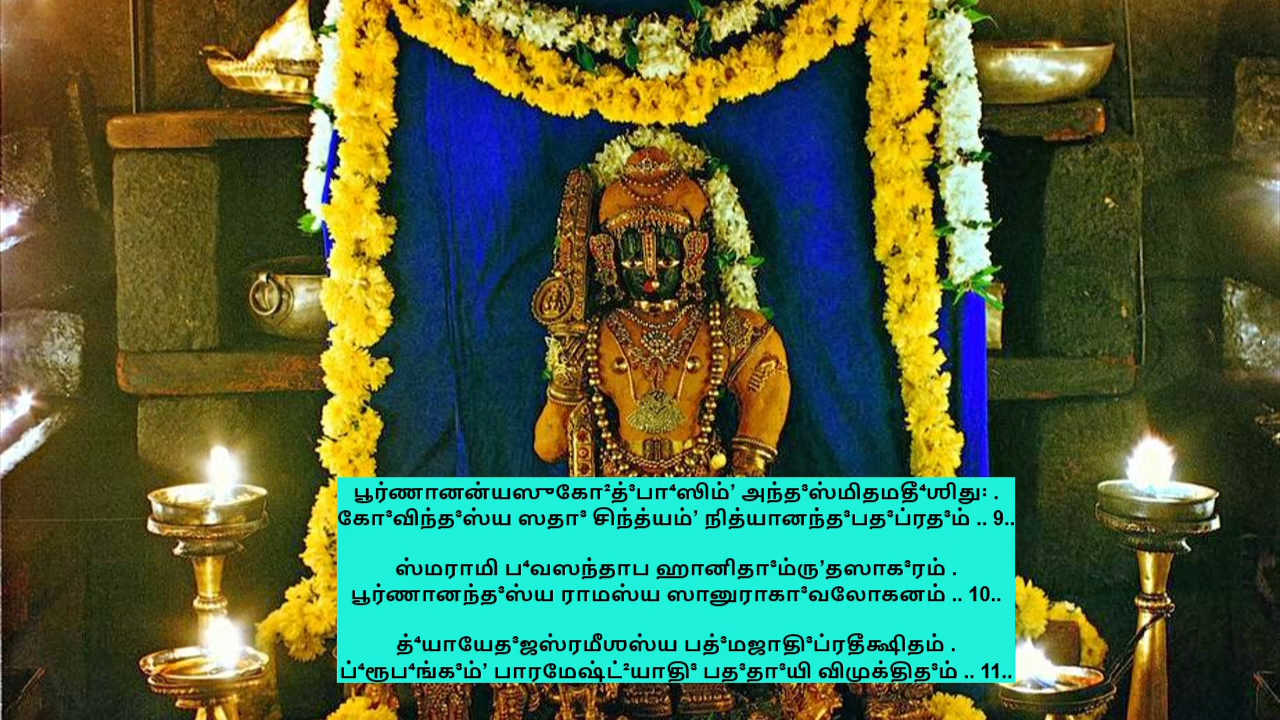 பூர்ணானன்யஸுகோ²த்³பா⁴ஸிம்ʼ அந்த³ஸ்மிதமதீ⁴ஶிது꞉ .
கோ³விந்த³ஸ்ய ஸதா³ சிந்த்யம்ʼ நித்யானந்த³பத³ப்ரத³ம் .. 9..
ஸ்மராமி ப⁴வஸந்தாப ஹானிதா³ம்ருʼதஸாக³ரம் .
பூர்ணானந்த³ஸ்ய ராமஸ்ய ஸானுராகா³வலோகனம் .. 10..
த்⁴யாயேத³ஜஸ்ரமீஶஸ்ய பத்³மஜாதி³ப்ரதீக்ஷிதம் .
ப்⁴ரூப⁴ங்க³ம்ʼ பாரமேஷ்ட்²யாதி³ பத³தா³யி விமுக்தித³ம் .. 11..